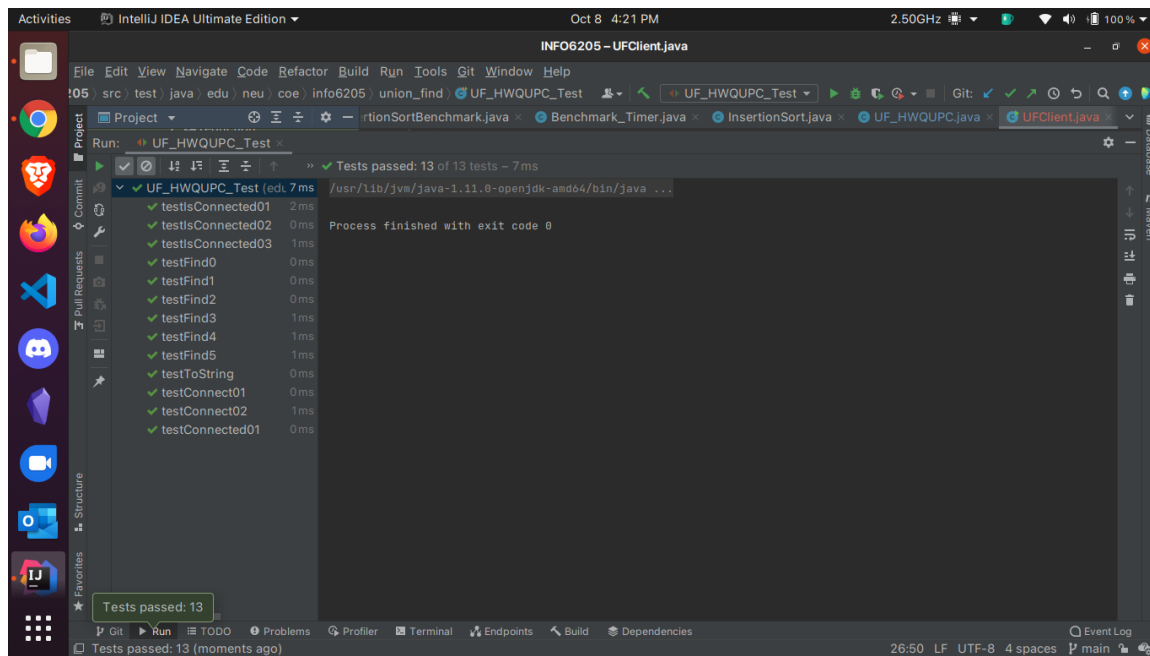 Activities IntelliJ IDEA Ultimate Edition Oct 8 4:21 PM 2.50GHz 100 %
INFO6205 – UFClient.java
File Edit View Navigate Code Refactor Build Run Tools Git Window Help
05 src test java edu neu coe info6205 union_find UF_HWQUPC_Test UF_HWQUPC_Test Git:
Project rtionSortBenchmark.java Benchmark_Timer.java InsertionSort.java UF_HWQUPC.java UFClient.java
Run: UF_HWQUPC_Test
Tests passed: 13 of 13 tests – 7 ms
UF_HWQUPC_Test (edu. 7 ms /usr/lib/jvm/java-1.11.0-openjdk-amd64/bin/java ...
testIsConnected01 2 ms
testIsConnected02 0 ms Process finished with exit code 0
testIsConnected03 1 ms
testFind0 0 ms
testFind1 0 ms
testFind2 0 ms
testFind3 1 ms
testFind4 1 ms
testFind5 1 ms
testToString 0 ms
testConnect01 0 ms
testConnect02 1 ms
testConnected01 0 ms
Project
Commit
Pull Requests
Structure
Favorites
Database
Tests passed: 13
Git Run TODO Problems Profiler Terminal Endpoints Build Dependencies Event Log
Tests passed: 13 (moments ago) 26:50 LF UTF-8 4 spaces main